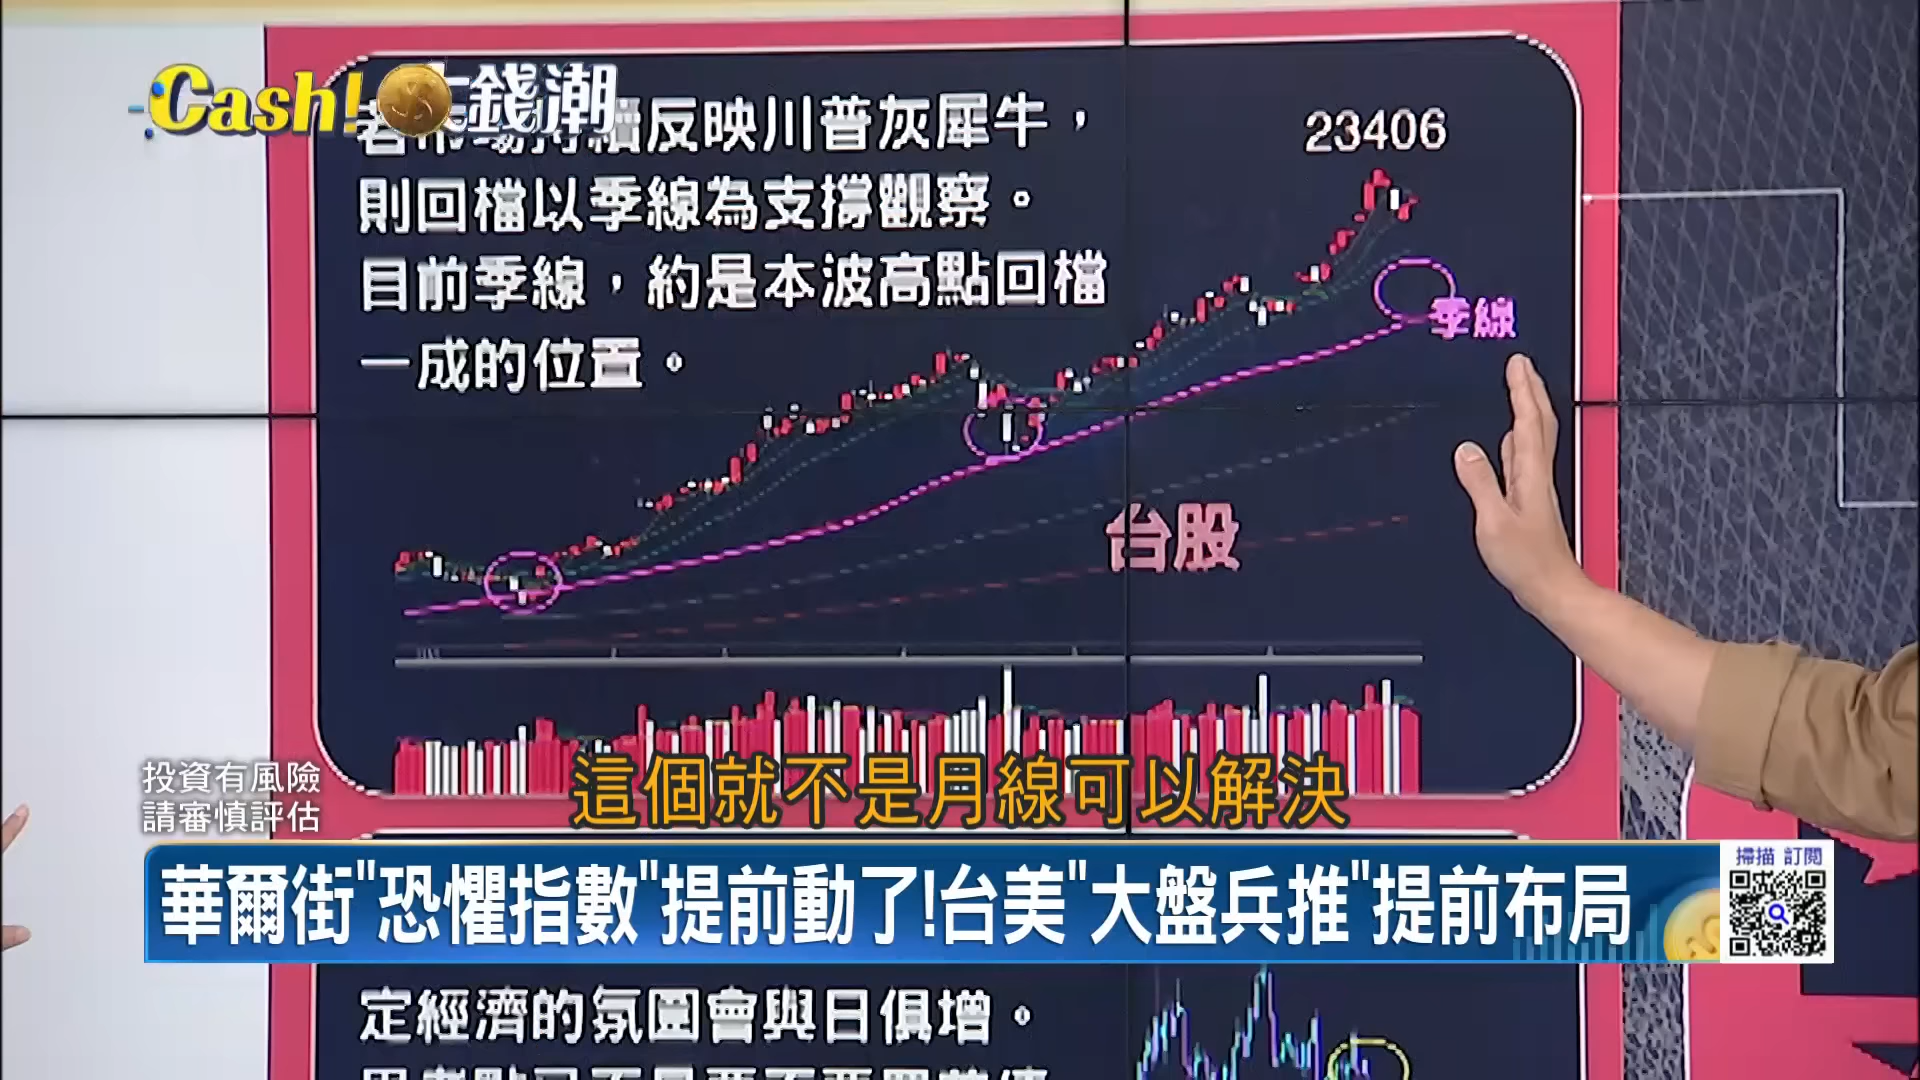 Cash!大錢潮
若市場持續反映川普灰犀牛，
則回檔以季線為支撐觀察。
目前季線，約是本波高點回檔
一成的位置。
23406
季線
台股
投資有風險
請審慎評估
這個就不是月線可以解決
華爾街"恐懼指數"提前動了!台美"大盤兵推"提前布局
掃描 訂閱
定經濟的氛圍會與日俱增。